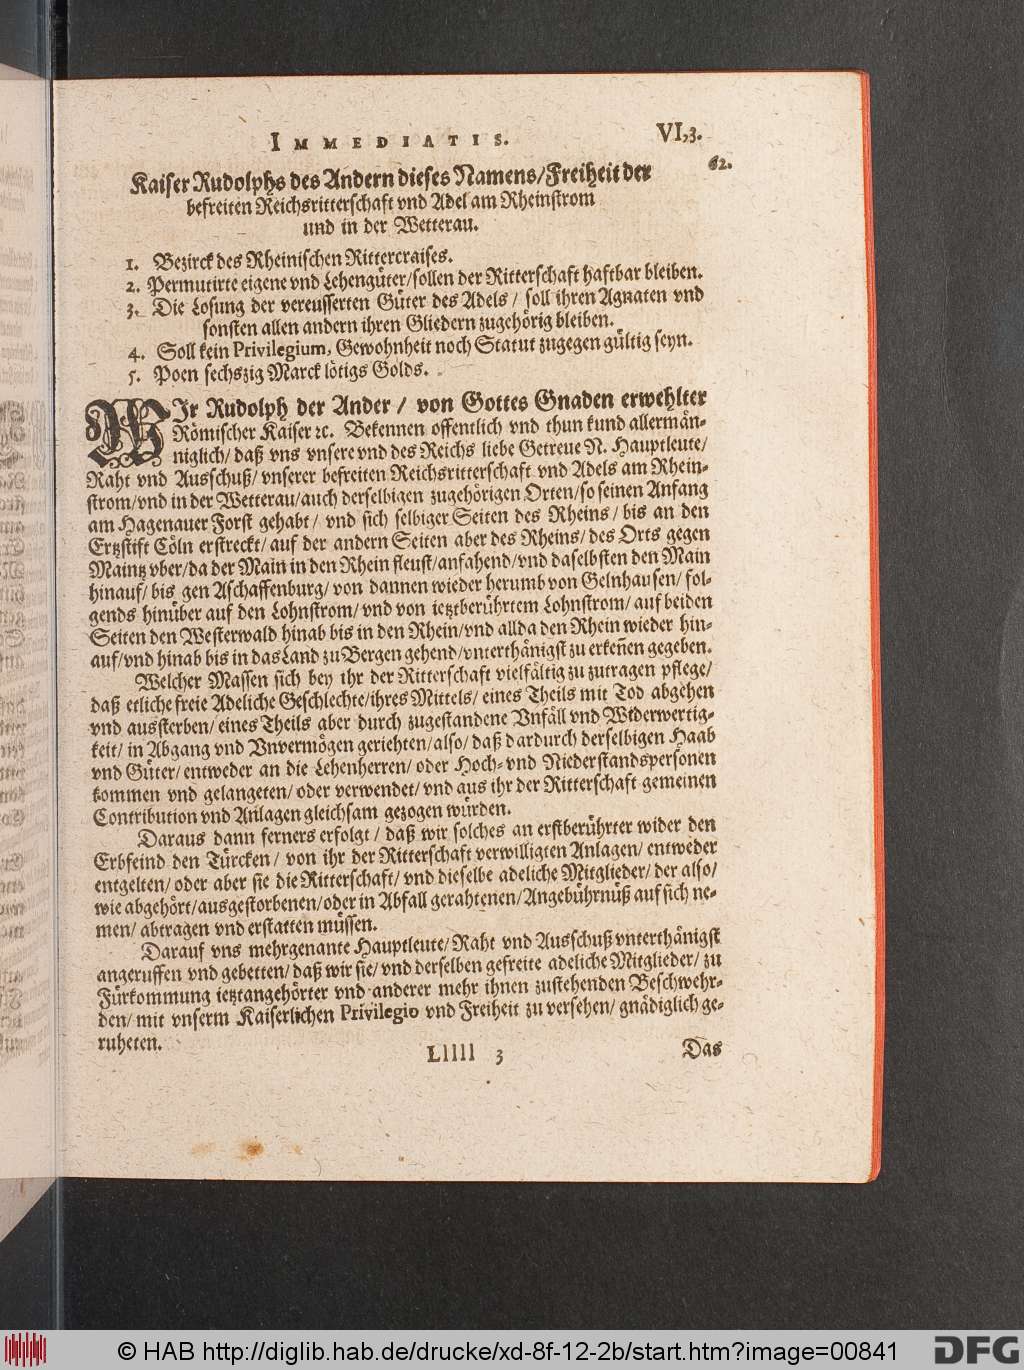 IMMEDIATIS. VI,3.
62.
Kaiser Rudolphs des Andern dieses Namens/Freiheit der
befreiten Reichsritterschaft vnd Adel am Rheinstrom
und in der Wetterau.
1. Bezirck des Rheinischen Rittercraises.
2. Permutirte eigene vnd Lehengüter/sollen der Ritterschaft haftbar bleiben.
3. Die Losung der vereusserten Güter des Adels / soll ihren Agnaten vnd
sonsten allen andern ihren Gliedern zugehörig bleiben.
4. Soll kein Privilegium, Gewohnheit noch Statut zugegen gültig seyn.
5. Poen sechszig Marck lötigs Golds.
WIr Rudolph der Ander / von Gottes Gnaden erwehlter
Römischer Kaiser ꝛc. Bekennen offentlich vnd thun kund allermän-
niglich/ daß vns vnsere vnd des Reichs liebe Getreue N. Hauptleute/
Raht vnd Ausschuß/ vnserer befreiten Reichsritterschaft vnd Adels am Rhein-
strom/vnd in der Wetterau/auch derselbigen zugehörigen Orten/so seinen Anfang
am Hagenauer Forst gehabt / vnd sich selbiger Seiten des Rheins / bis an den
Ertzstift Cöln erstreckt/ auf der andern Seiten aber des Rheins/ des Orts gegen
Maintz vber/da der Main in den Rhein fleust/anfahend/vnd daselbsten den Main
hinauf/ bis gen Aschaffenburg/ von dannen wieder herumb von Gelnhausen/ fol-
gends hinüber auf den Lohnstrom/ vnd von ietztberührtem Lohnstrom/ auf beiden
Seiten den Westerwald hinab bis in den Rhein/vnd allda den Rhein wieder hin-
auf/vnd hinab bis in das Land zu Bergen gehend/vnterthänigst zu erkeñen gegeben.
Welcher Massen sich bey ihr der Ritterschaft vielfältig zu zutragen pflege/
daß etliche freie Adeliche Geschlechte/ihres Mittels/ eines Theils mit Tod abgehen
vnd aussterben/ eines Theils aber durch zugestandene Vnfäll vnd Widerwertig-
keit/ in Abgang vnd Vnvermögen geriehten/also/ daß dardurch derselbigen Haab
vnd Güter/ entweder an die Lehenherren/ oder Hoch- vnd Niederstandspersonen
kommen vnd gelangeten/ oder verwendet/ vnd aus ihr der Ritterschaft gemeinen
Contribution vnd Anlagen gleichsam gezogen würden.
Daraus dann ferners erfolgt / daß wir solches an erstberührter wider den
Erbfeind den Türcken / von ihr der Ritterschaft verwilligten Anlagen/ entweder
entgelten/ oder aber sie die Ritterschaft/ vnd dieselbe adeliche Mitglieder/ der also/
wie abgehört/ausgestorbenen/oder in Abfall gerahtenen/Angebührnüß auf sich ne-
men/ abtragen vnd erstatten müssen.
Darauf vns mehrgenante Hauptleute/ Raht vnd Ausschuß vnterthänigst
angeruffen vnd gebetten/ daß wir sie/ vnd derselben gefreite adeliche Mitglieder/ zu
Fürkommung ietztangehörter vnd anderer mehr ihnen zustehenden Beschwehr-
den/ mit vnserm Kaiserlichen Privilegio vnd Freiheit zu versehen/ gnädiglich ge-
ruheten.
Lllll 3 Das
© HAB http://diglib.hab.de/drucke/xd-8f-12-2b/start.htm?image=00841
DFG